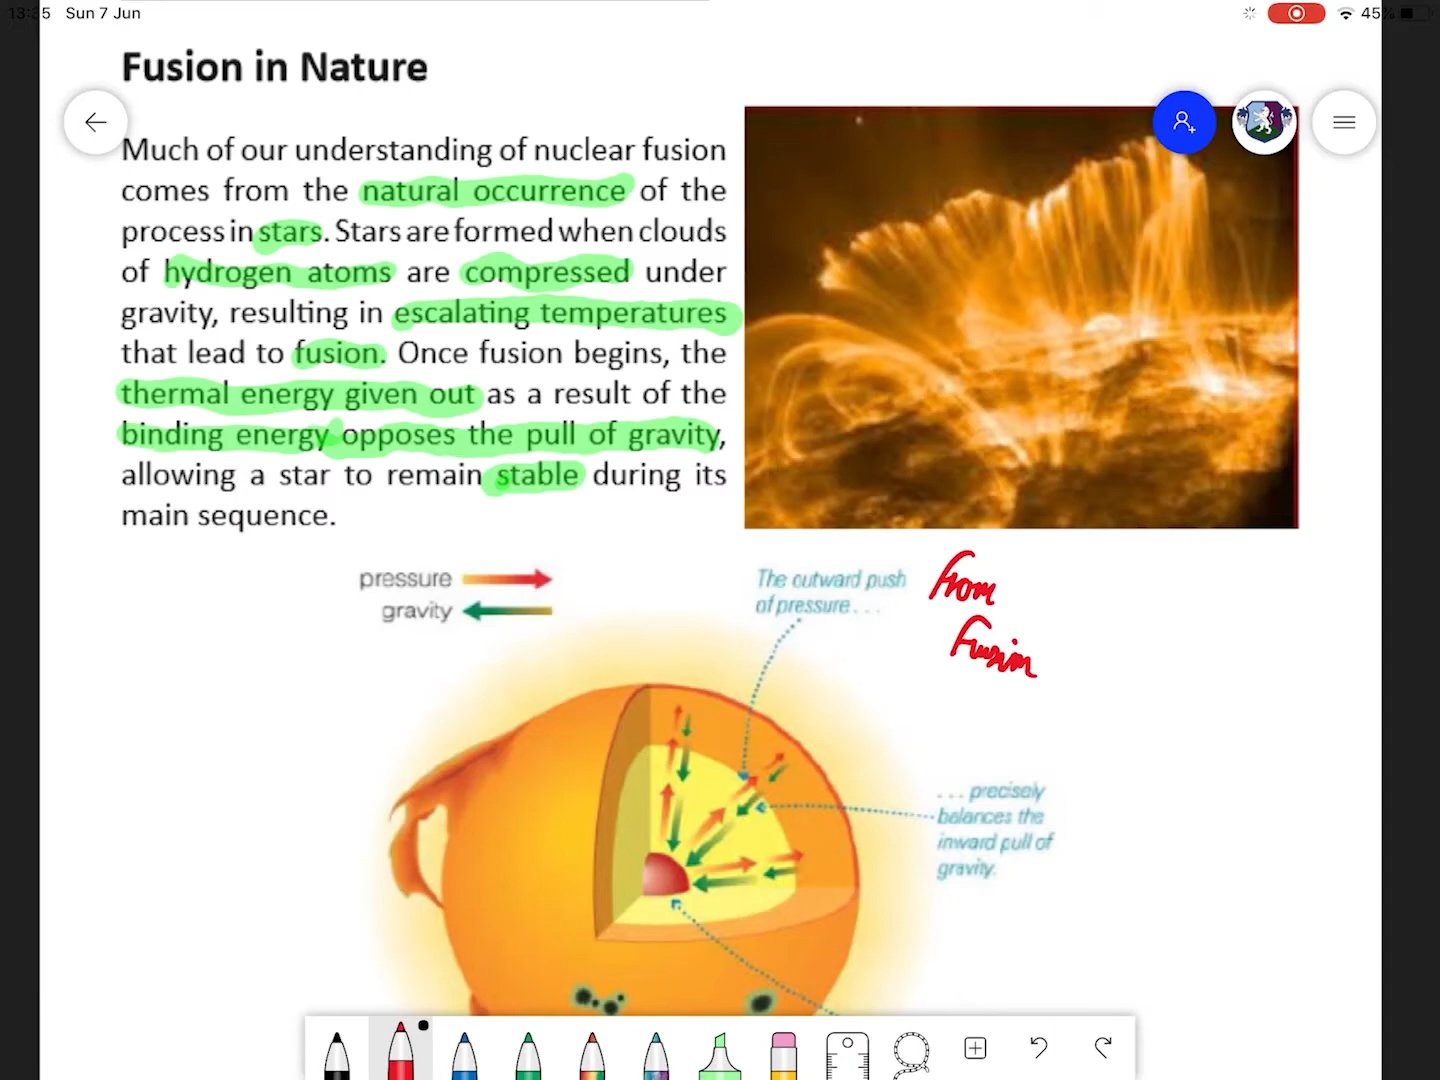 13:35 Sun 7 Jun
45%
Fusion in Nature
Much of our understanding of nuclear fusion
comes from the natural occurrence of the
process in stars. Stars are formed when clouds
of hydrogen atoms are compressed under
gravity, resulting in escalating temperatures
that lead to fusion. Once fusion begins, the
thermal energy given out as a result of the
binding energy opposes the pull of gravity,
allowing a star to remain stable during its
main sequence.
pressure
gravity
The outward push
of pressure . . .
From
Fusion
. . . precisely
balances the
inward pull of
gravity.